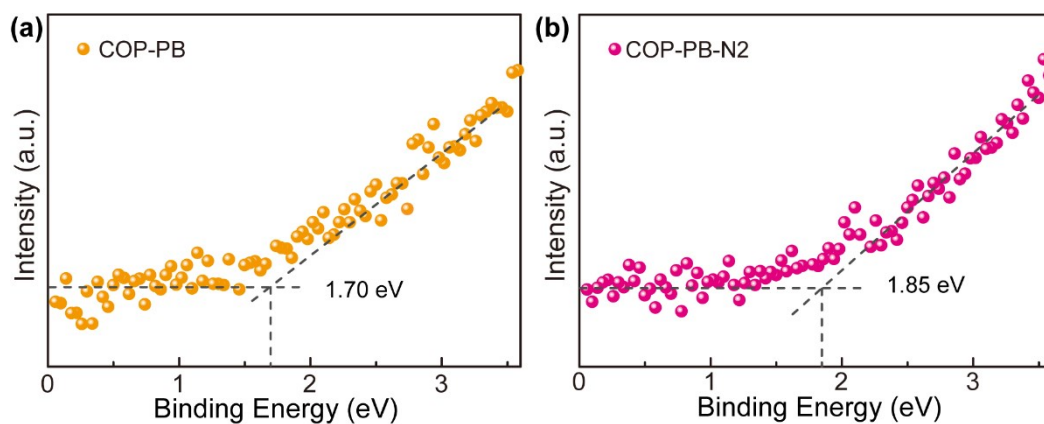 (a)
COP-PB
Intensity (a.u.)
1.70 eV
0 1 2 3
Binding Energy (eV)
(b)
COP-PB-N2
Intensity (a.u.)
1.85 eV
0 1 2 3
Binding Energy (eV)